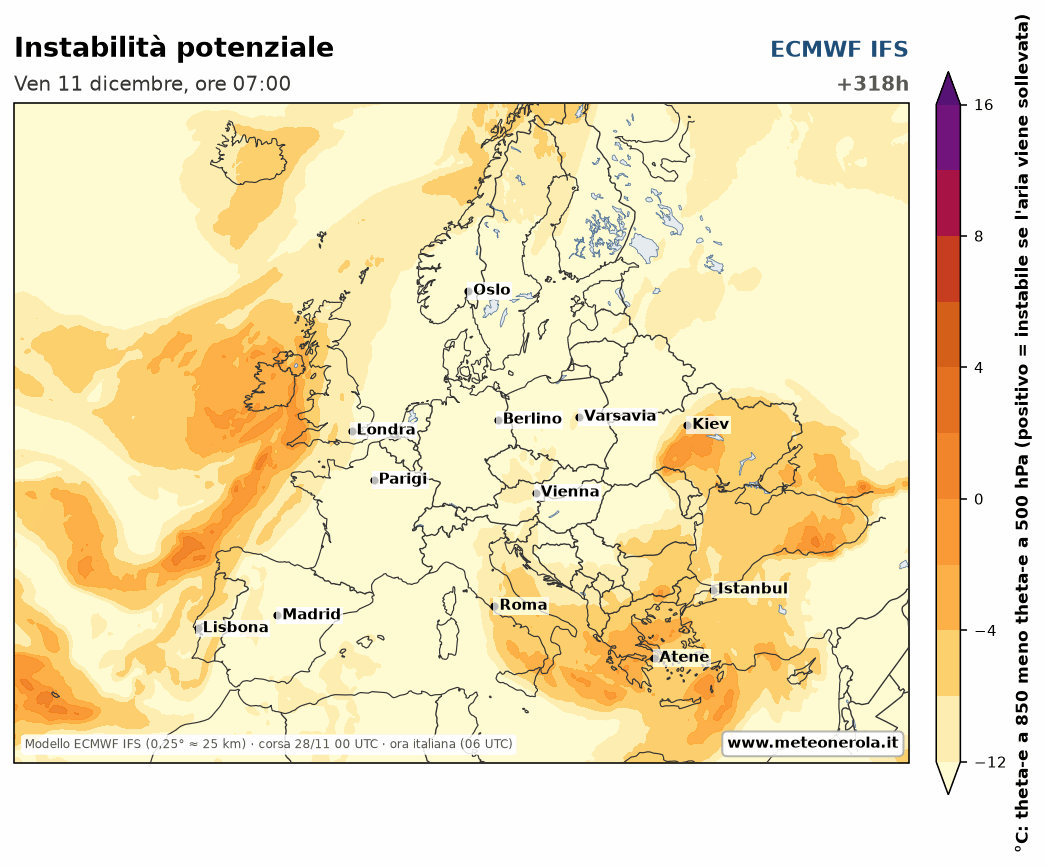 Instabilità potenziale
ECMWF IFS
Ven 11 dicembre, ore 07:00
+318h
16
8
4
0
−4
−12
°C: theta-e a 850 meno theta-e a 500 hPa (positivo = instabile se l'aria viene sollevata)
Oslo
Berlino
Varsavia
Londra
Kiev
Parigi
Vienna
Istanbul
Roma
Madrid
Lisbona
Atene
Modello ECMWF IFS (0,25° ≈ 25 km) · corsa 28/11 00 UTC · ora italiana (06 UTC)
www.meteonerola.it